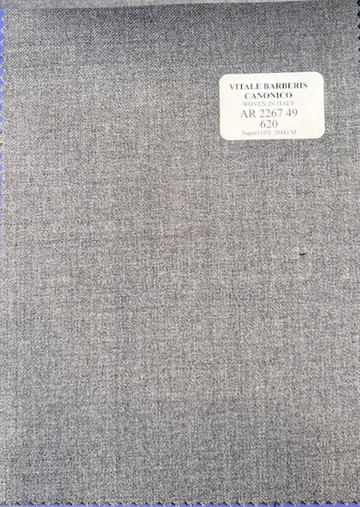 VITALE BARBERIS
CANONICO
WOVEN IN ITALY
AR 2267 49
620
Super110'S 260G/M